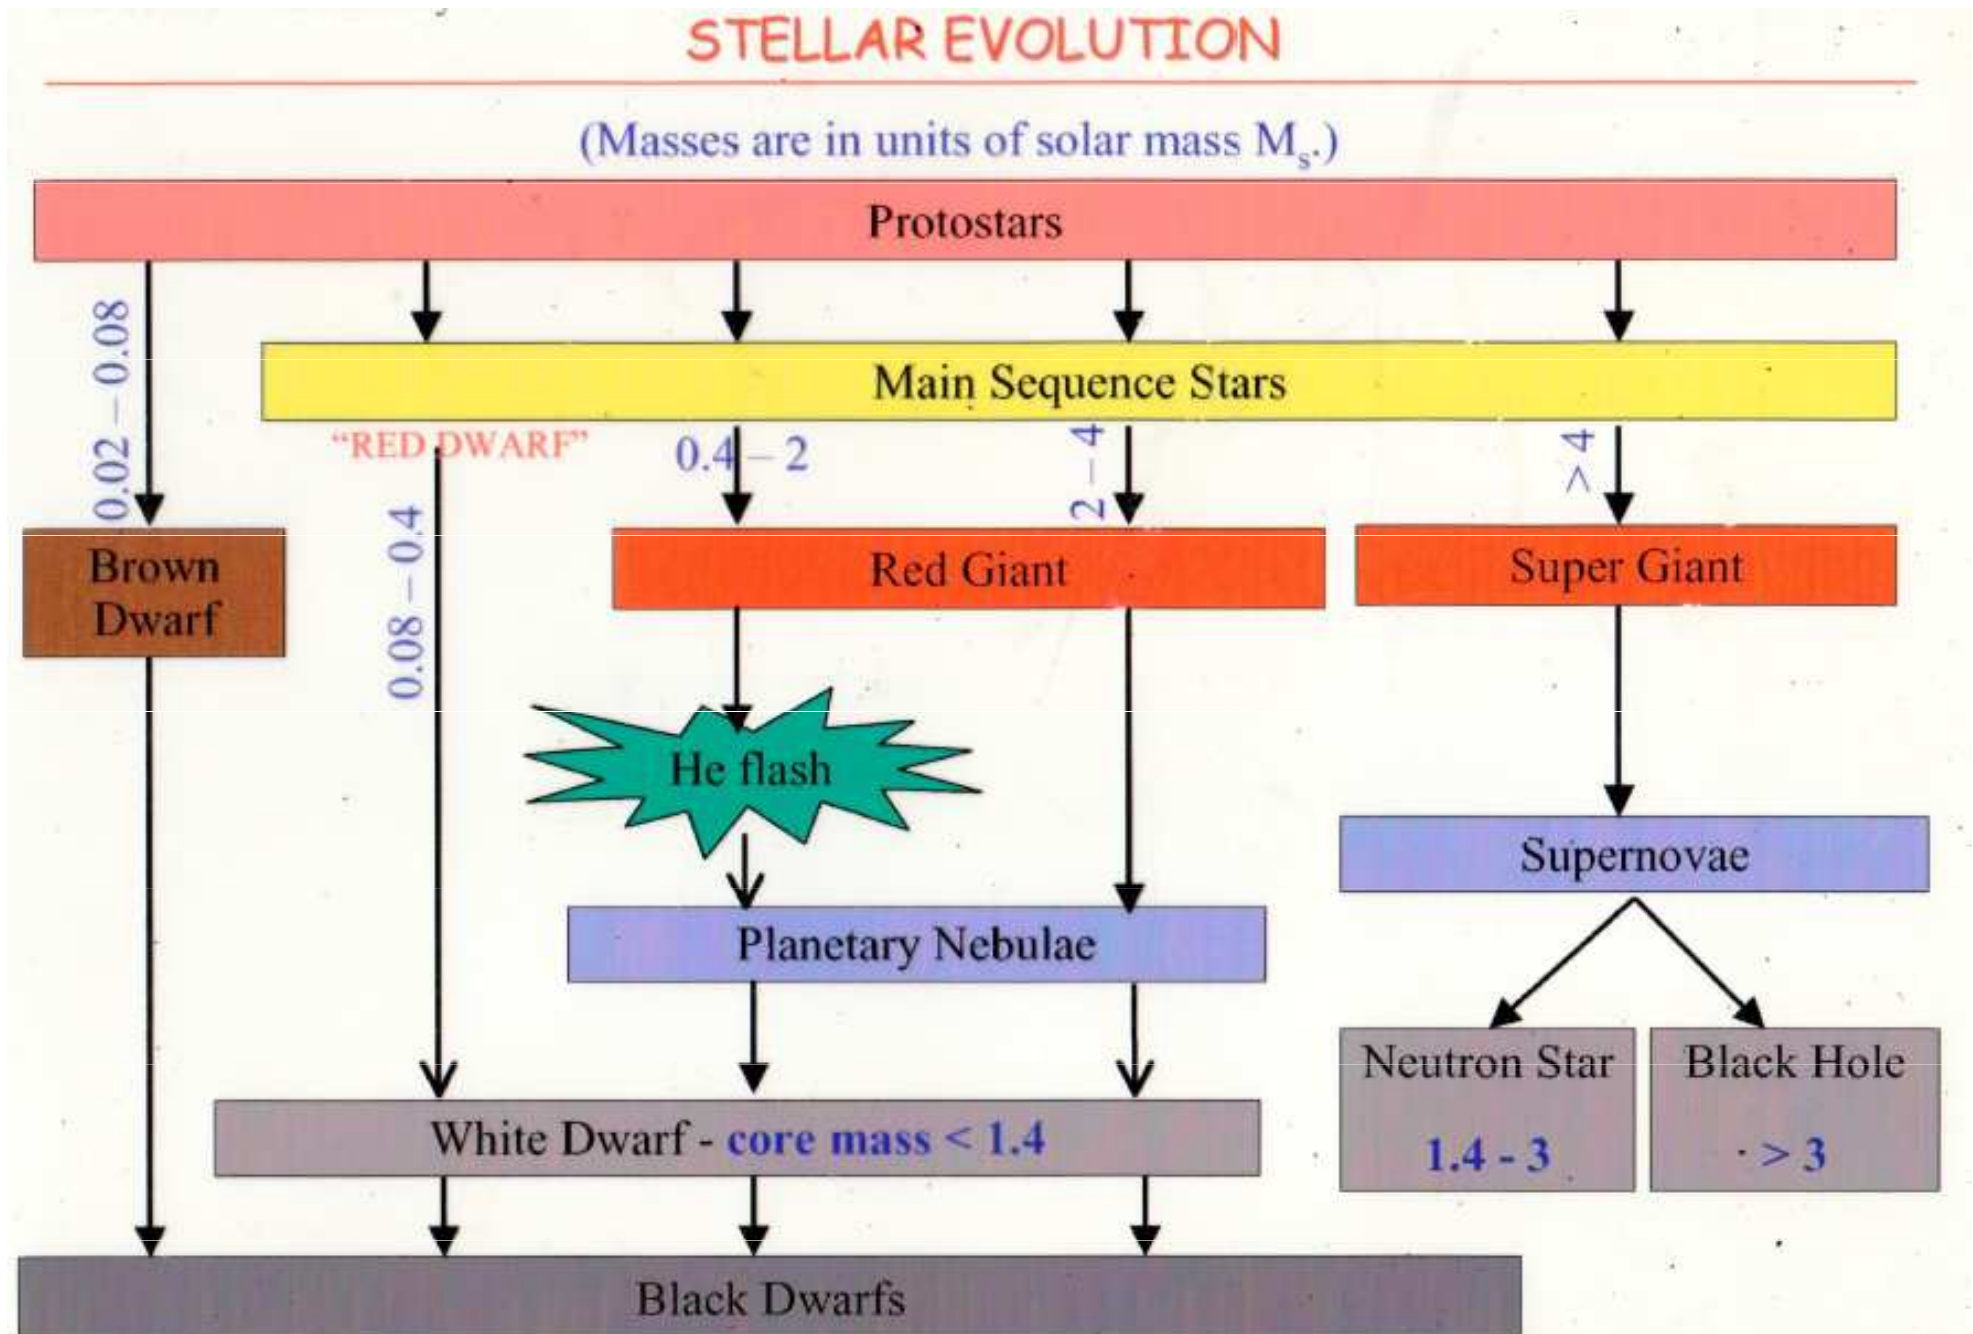 STELLAR EVOLUTION
(Masses are in units of solar mass Ms.)
Protostars
0.02 – 0.08
Main Sequence Stars
"RED DWARF"
0.4 – 2
2 – 4
> 4
0.08 – 0.4
Brown
Dwarf
Red Giant
Super Giant
He flash
Supernovae
Planetary Nebulae
Neutron Star
1.4 - 3
Black Hole
> 3
White Dwarf - core mass < 1.4
Black Dwarfs